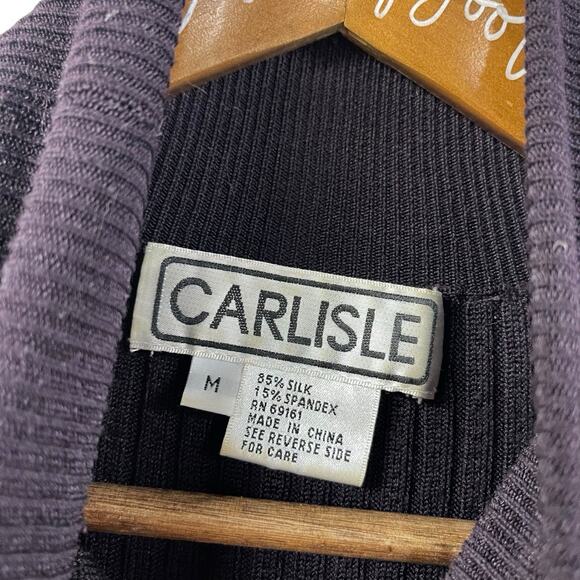 CARLISLE
M
85% SILK
15% SPANDEX
RN 69161
MADE IN CHINA
SEE REVERSE SIDE
FOR CARE